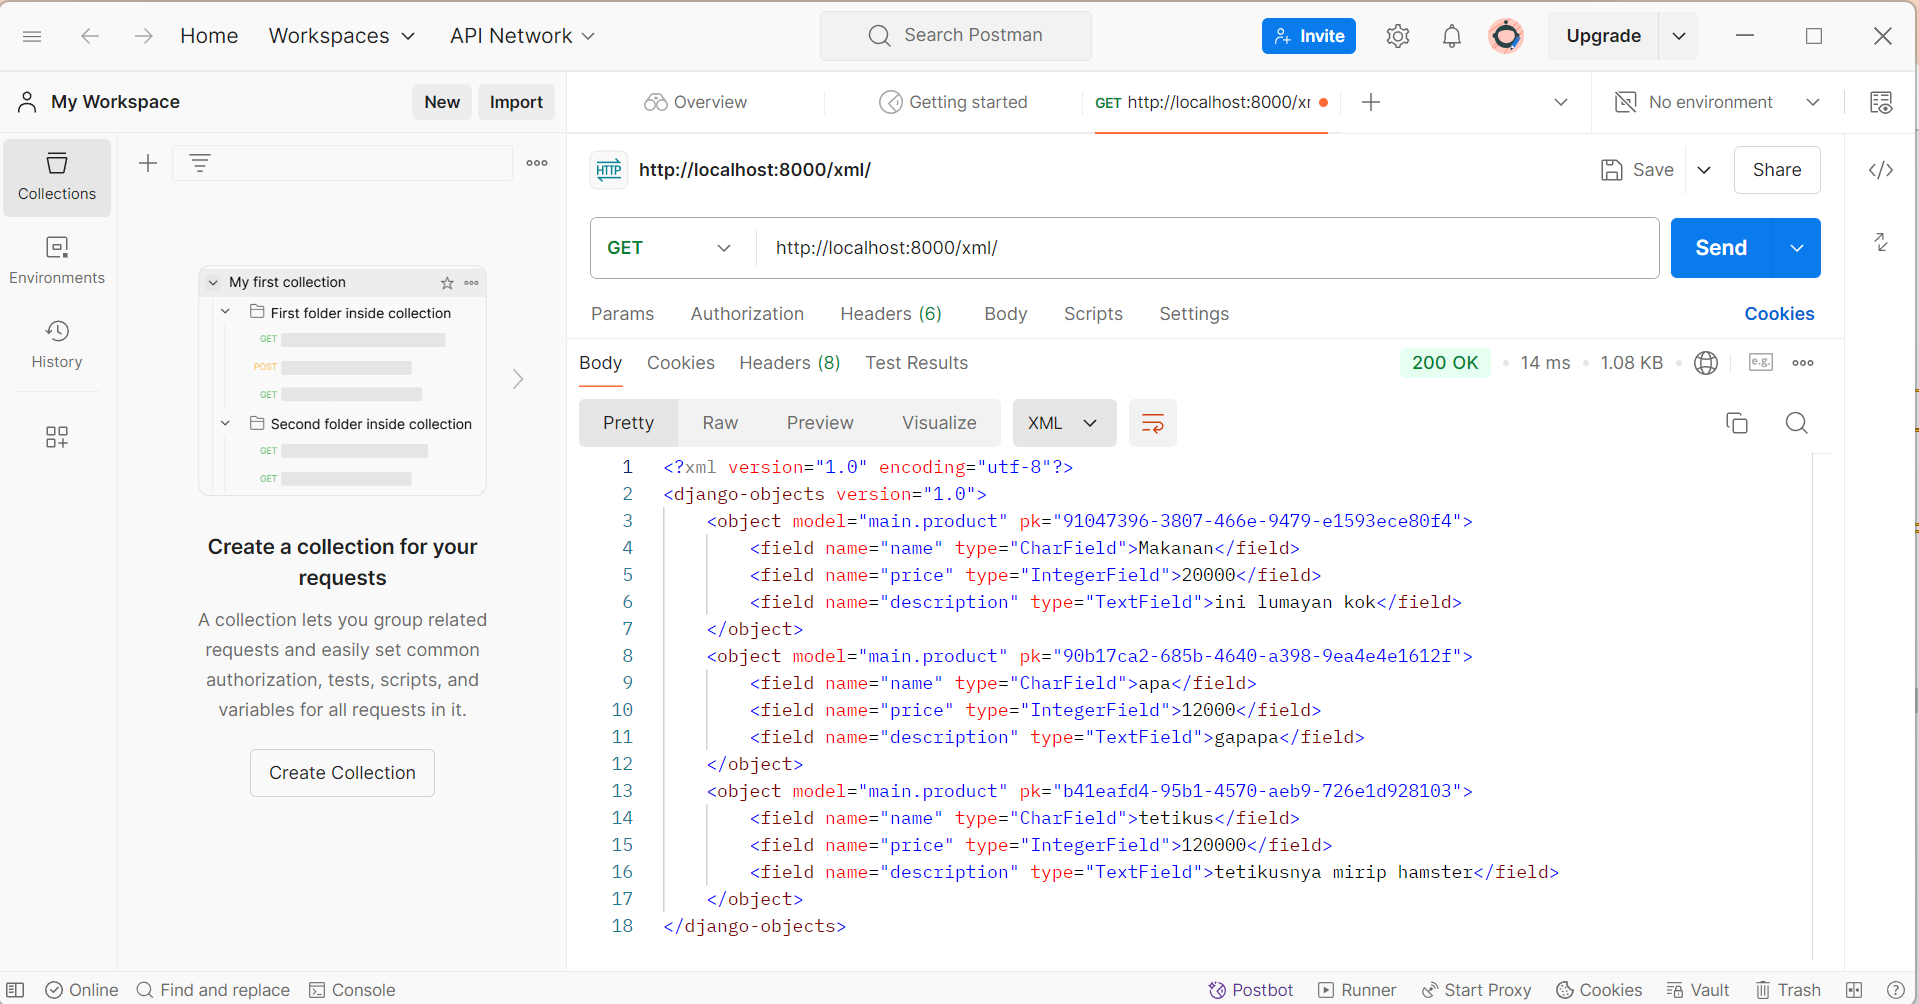 Home Workspaces API Network Search Postman Invite Upgrade
My Workspace New Import Overview Getting started GET http://localhost:8000/xr No environment
Collections
Environments
History
My first collection
First folder inside collection
GET
POST
GET
Second folder inside collection
GET
GET
Create a collection for your
requests
A collection lets you group related
requests and easily set common
authorization, tests, scripts, and
variables for all requests in it.
Create Collection
HTTP http://localhost:8000/xml/ Save Share
GET http://localhost:8000/xml/ Send
Params Authorization Headers (6) Body Scripts Settings Cookies
Body Cookies Headers (8) Test Results 200 OK 14 ms 1.08 KB e.g.
Pretty Raw Preview Visualize XML
1 <?xml version="1.0" encoding="utf-8"?>
2 <django-objects version="1.0">
3 <object model="main.product" pk="91047396-3807-466e-9479-e1593ece80f4">
4 <field name="name" type="CharField">Makanan</field>
5 <field name="price" type="IntegerField">20000</field>
6 <field name="description" type="TextField">ini lumayan kok</field>
7 </object>
8 <object model="main.product" pk="90b17ca2-685b-4640-a398-9ea4e4e1612f">
9 <field name="name" type="CharField">apa</field>
10 <field name="price" type="IntegerField">12000</field>
11 <field name="description" type="TextField">gapapa</field>
12 </object>
13 <object model="main.product" pk="b41eafd4-95b1-4570-aeb9-726e1d928103">
14 <field name="name" type="CharField">tetikus</field>
15 <field name="price" type="IntegerField">120000</field>
16 <field name="description" type="TextField">tetikusnya mirip hamster</field>
17 </object>
18 </django-objects>
Online Find and replace Console Postbot Runner Start Proxy Cookies Vault Trash